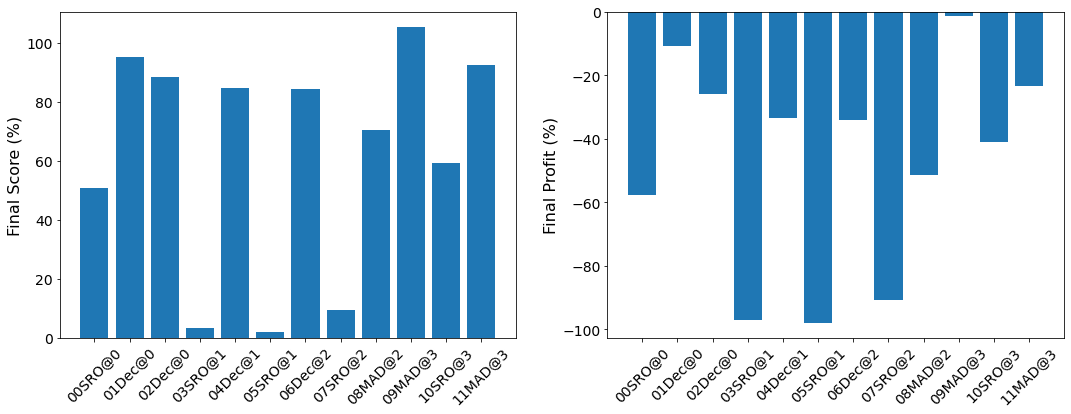 Final Score (%)
100
80
60
40
20
0
00SRO@0
01Dec@0
02Dec@0
03SRO@1
04Dec@1
05SRO@1
06Dec@2
07SRO@2
08MAD@2
09MAD@3
10SRO@3
11MAD@3
Final Profit (%)
0
−20
−40
−60
−80
−100
00SRO@0
01Dec@0
02Dec@0
03SRO@1
04Dec@1
05SRO@1
06Dec@2
07SRO@2
08MAD@2
09MAD@3
10SRO@3
11MAD@3